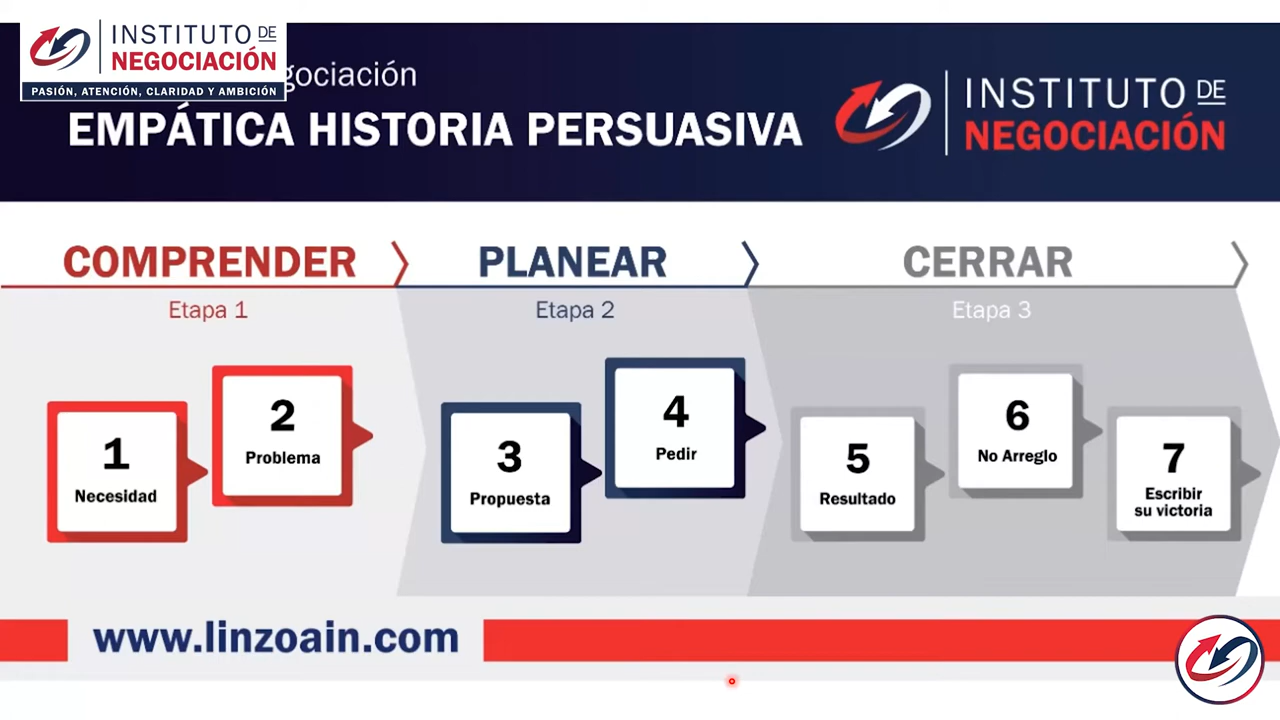 INSTITUTO DE
NEGOCIACIÓN
PASIÓN, ATENCIÓN, CLARIDAD Y AMBICIÓN
EMPÁTICA HISTORIA PERSUASIVA
INSTITUTO DE
NEGOCIACIÓN
COMPRENDER
PLANEAR
CERRAR
Etapa 1
Etapa 2
Etapa 3
1
Necesidad
2
Problema
3
Propuesta
4
Pedir
5
Resultado
6
No Arreglo
7
Escribir
su victoria
www.linzoain.com